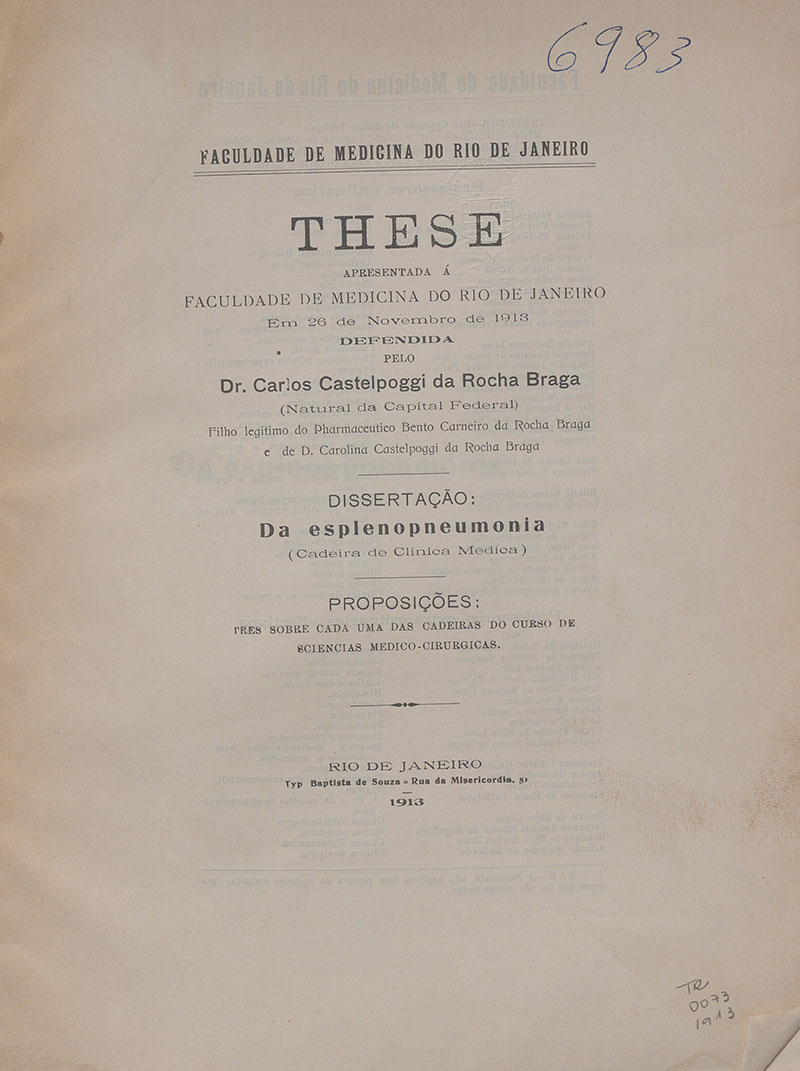 6983
FACULDADE DE MEDICINA DO RIO DE JANEIRO
THESE
APRESENTADA Á
FACULDADE DE MEDICINA DO RIO DE JANEIRO
Em 26 de Novembro de 1913
DEFENDIDA
PELO
Dr. Carlos Castelpoggi da Rocha Braga
(Natural da Capital Federal)
Filho legitimo do Pharmaceutico Bento Carneiro da Rocha Braga
e de D. Carolina Castelpoggi da Rocha Braga
DISSERTAÇÃO:
Da esplenopneumonia
(Cadeira de Clinica Medica)
PROPOSIÇÕES:
TRES SOBRE CADA UMA DAS CADEIRAS DO CURSO DE
SCIENCIAS MEDICO-CIRURGICAS.
RIO DE JANEIRO
Typ Baptista de Souza - Rua da Misericordia,
1913
TR
0073
1913